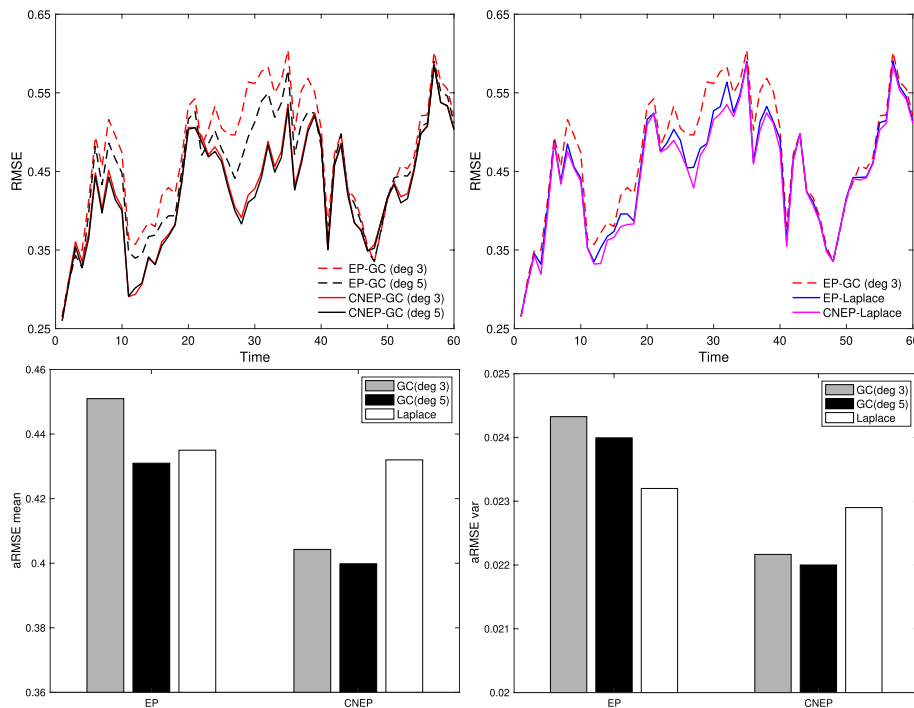 0.65
0.55
0.45
0.35
0.25
RMSE
0
10
20
30
40
50
60
Time
EP-GC (deg 3)
EP-GC (deg 5)
CNEP-GC (deg 3)
CNEP-GC (deg 5)
0.65
0.55
0.45
0.35
0.25
RMSE
0
10
20
30
40
50
60
Time
EP-GC (deg 3)
EP-Laplace
CNEP-Laplace
0.46
0.44
0.42
0.4
0.38
0.36
aRMSE mean
EP
CNEP
GC(deg 3)
GC(deg 5)
Laplace
0.025
0.024
0.023
0.022
0.021
0.02
aRMSE var
EP
CNEP
GC(deg 3)
GC(deg 5)
Laplace